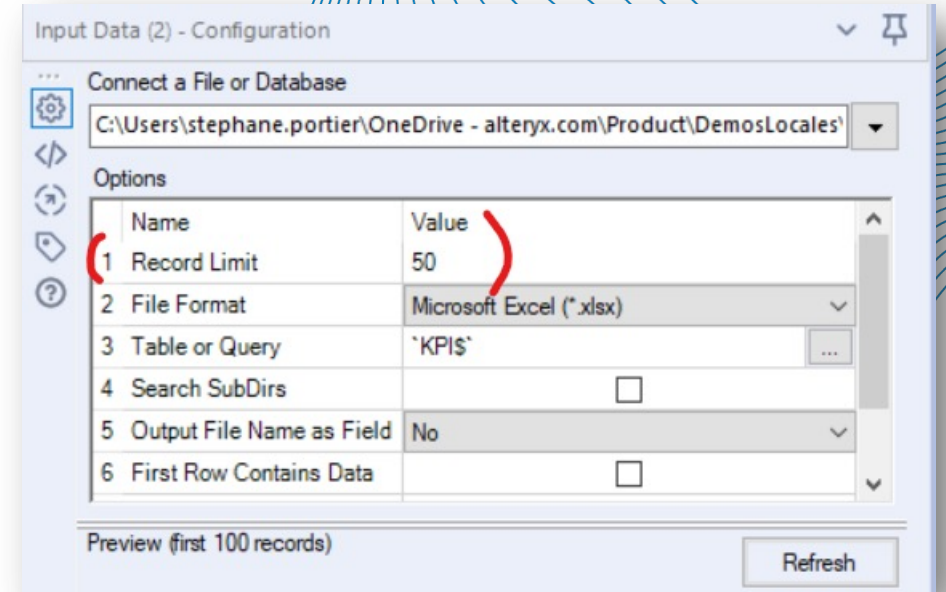 Input Data (2) - Configuration
Connect a File or Database
C:\Users\stephane.portier\OneDrive - alteryx.com\Product\DemosLocales\
Options
Name Value
1 Record Limit 50
2 File Format Microsoft Excel (*.xlsx)
3 Table or Query `KPI$` ...
4 Search SubDirs
5 Output File Name as Field No
6 First Row Contains Data
Preview (first 100 records)
Refresh